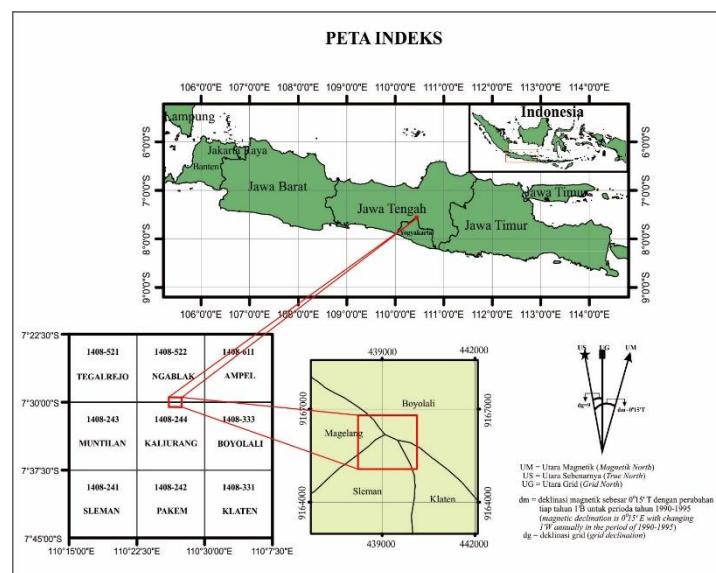 PETA INDEKS
106°0'0"E 107°0'0"E 108°0'0"E 109°0'0"E 110°0'0"E 111°0'0"E 112°0'0"E 113°0'0"E 114°0'0"E
Lampung
Indonesia
6°0'0"S
6°0'0"S
Jakarta Raya
Banten
Jawa Barat
Jawa Tengah
Yogyakarta
Jawa Timur
Jawa Timur
7°0'0"S
7°0'0"S
8°0'0"S
8°0'0"S
9°0'0"S
9°0'0"S
106°0'0"E 107°0'0"E 108°0'0"E 109°0'0"E 110°0'0"E 111°0'0"E 112°0'0"E 113°0'0"E 114°0'0"E
7°22'30"S
1408-521 1408-522 1408-611
TEGALREJO NGABLAK AMPEL
7°30'00"S
1408-243 1408-244 1408-333
MUNTILAN KALIURANG BOYOLALI
7°37'30"S
1408-241 1408-242 1408-331
SLEMAN PAKEM KLATEN
7°45'00"S
110°15'00"E 110°22'30"E 110°30'00"E 110°7'30"E
439000 442000
9167000
9167000
Boyolali
Magelang
Sleman
Klaten
9164000
9164000
439000 442000
US UG UM
dg=0
dm=0°15'T
UM = Utara Magnetik (Magnetik North)
US = Utara Sebenarnya (True North)
UG = Utara Grid (Grid North)
dm = deklinasi magnetik sebesar 0°15' T dengan perubahan
tiap tahun 1'B untuk perioda tahun 1990-1995
(magnetic declination is 0°15' E with changing
1'W annually in the period of 1990-1995)
dg = deklinasi grid (grid declination)